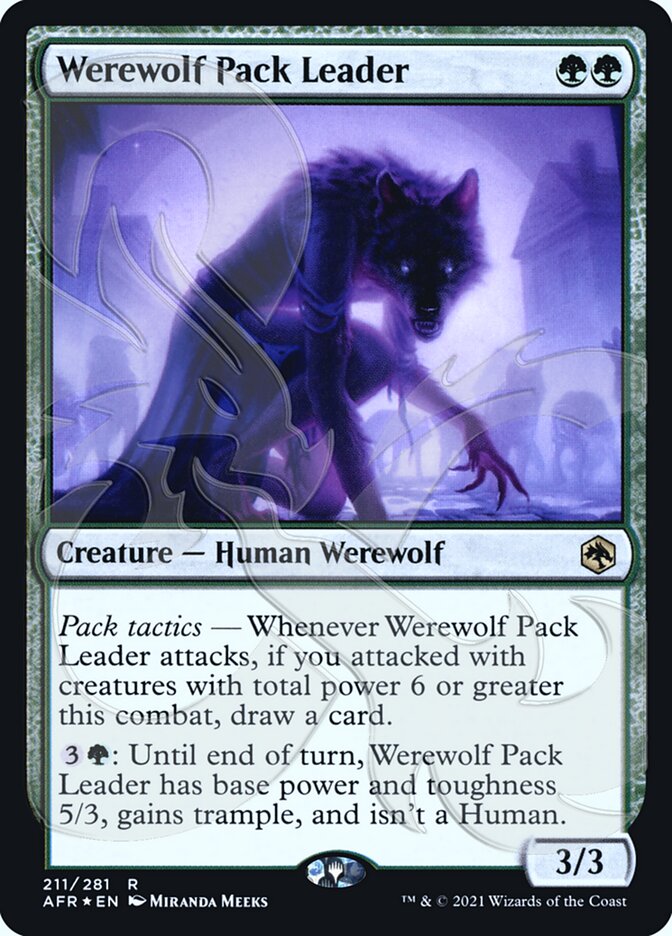 Werewolf Pack Leader
Creature — Human Werewolf
Pack tactics — Whenever Werewolf Pack
Leader attacks, if you attacked with
creatures with total power 6 or greater
this combat, draw a card.
3: Until end of turn, Werewolf Pack
Leader has base power and toughness
5/3, gains trample, and isn't a Human.
3/3
211/281 R
AFR★EN Miranda Meeks
™ & © 2021 Wizards of the Coast